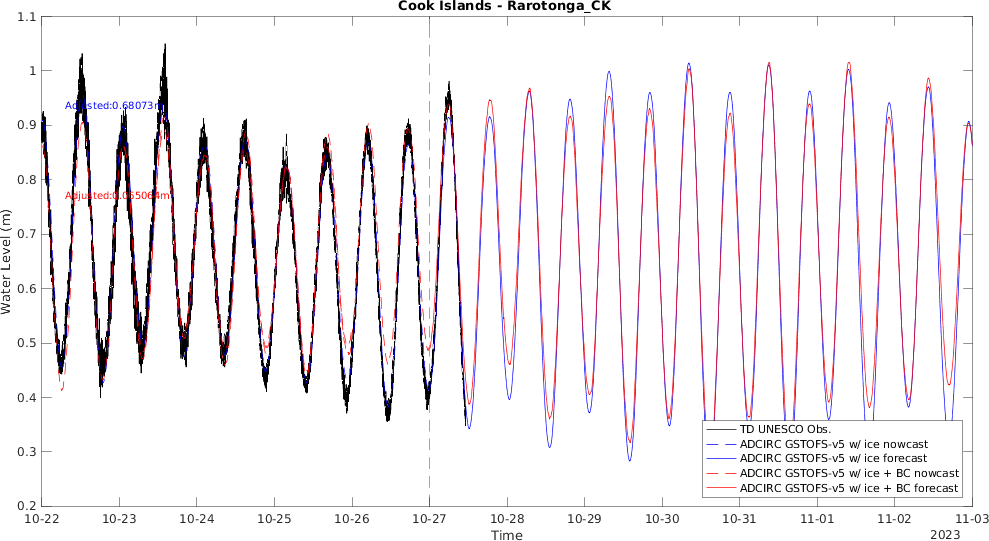 Cook Islands - Rarotonga_CK
Water Level (m)
1.1
1
0.9
0.8
0.7
0.6
0.5
0.4
0.3
0.2
Adjusted:0.68073m
TD UNESCO Obs.
ADCIRC GSTOFS-v5 w/ ice nowcast
ADCIRC GSTOFS-v5 w/ ice forecast
ADCIRC GSTOFS-v5 w/ ice + BC nowcast
ADCIRC GSTOFS-v5 w/ ice + BC forecast
10-22 10-23 10-24 10-25 10-26 10-27 10-28 10-29 10-30 10-31 11-01 11-02 11-03
Time
2023